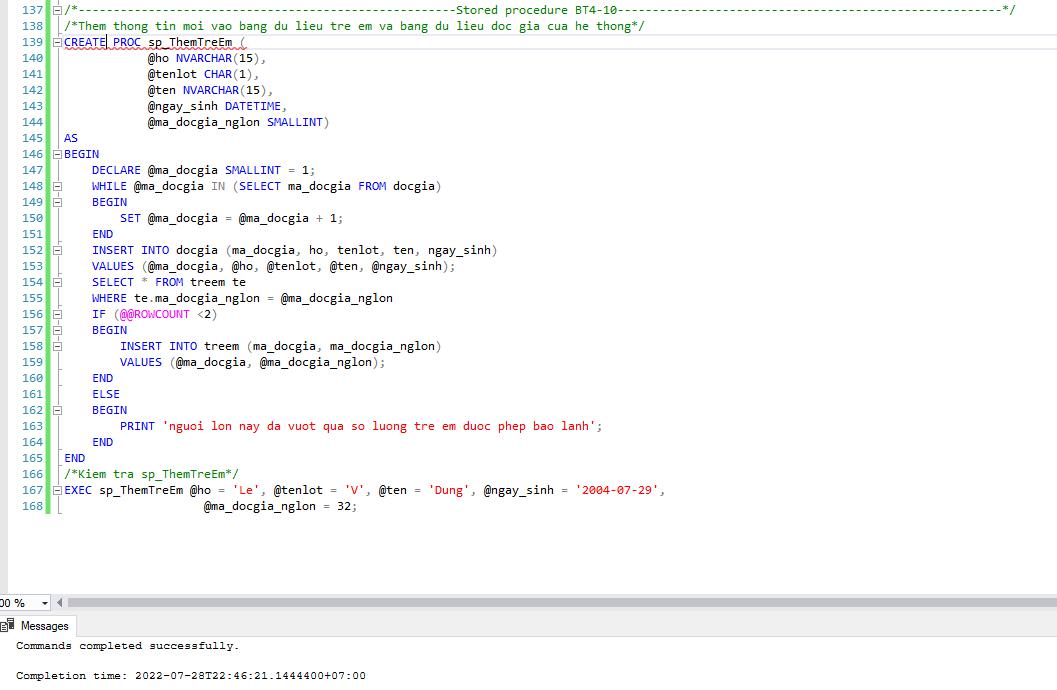 137 /*------------------------------------------------------Stored procedure BT4-10-------------------------------------------------------*/
138 /*Them thong tin moi vao bang du lieu tre em va bang du lieu doc gia cua he thong*/
139 CREATE PROC sp_ThemTreEm (
140 @ho NVARCHAR(15),
141 @tenlot CHAR(1),
142 @ten NVARCHAR(15),
143 @ngay_sinh DATETIME,
144 @ma_docgia_nglon SMALLINT)
145 AS
146 BEGIN
147 DECLARE @ma_docgia SMALLINT = 1;
148 WHILE @ma_docgia IN (SELECT ma_docgia FROM docgia)
149 BEGIN
150 SET @ma_docgia = @ma_docgia + 1;
151 END
152 INSERT INTO docgia (ma_docgia, ho, tenlot, ten, ngay_sinh)
153 VALUES (@ma_docgia, @ho, @tenlot, @ten, @ngay_sinh);
154 SELECT * FROM treem te
155 WHERE te.ma_docgia_nglon = @ma_docgia_nglon
156 IF (@@ROWCOUNT <2)
157 BEGIN
158 INSERT INTO treem (ma_docgia, ma_docgia_nglon)
159 VALUES (@ma_docgia, @ma_docgia_nglon);
160 END
161 ELSE
162 BEGIN
163 PRINT 'nguoi lon nay da vuot qua so luong tre em duoc phep bao lanh';
164 END
165 END
166 /*Kiem tra sp_ThemTreEm*/
167 EXEC sp_ThemTreEm @ho = 'Le', @tenlot = 'V', @ten = 'Dung', @ngay_sinh = '2004-07-29',
168 @ma_docgia_nglon = 32;
00 %
Messages
Commands completed successfully.
Completion time: 2022-07-28T22:46:21.1444400+07:00